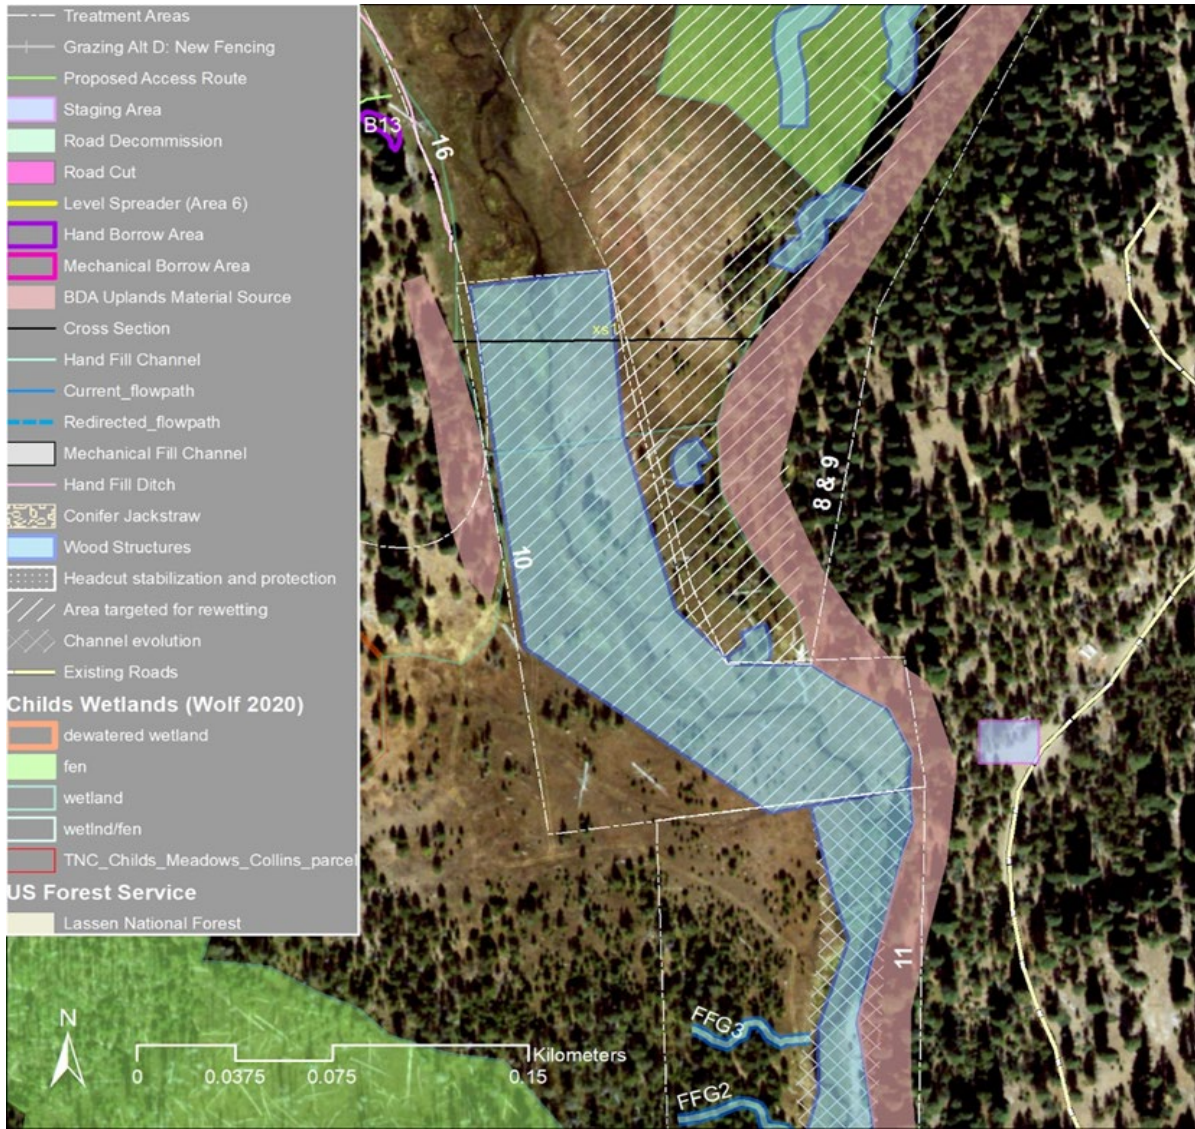 Treatment Areas
Grazing Alt D: New Fencing
Proposed Access Route
Staging Area
Road Decommission
Road Cut
Level Spreader (Area 6)
Hand Borrow Area
Mechanical Borrow Area
BDA Uplands Material Source
Cross Section
Hand Fill Channel
Current_flowpath
Redirected_flowpath
Mechanical Fill Channel
Hand Fill Ditch
Conifer Jackstraw
Wood Structures
Headcut stabilization and protection
Area targeted for rewetting
Channel evolution
Existing Roads
Childs Wetlands (Wolf 2020)
dewatered wetland
fen
wetland
wetlnd/fen
TNC_Childs_Meadows_Collins_parcel
US Forest Service
Lassen National Forest
B13
16
xs1
8 & 9
10
11
FFG3
FFG2
N
Kilometers
0 0.0375 0.075 0.15